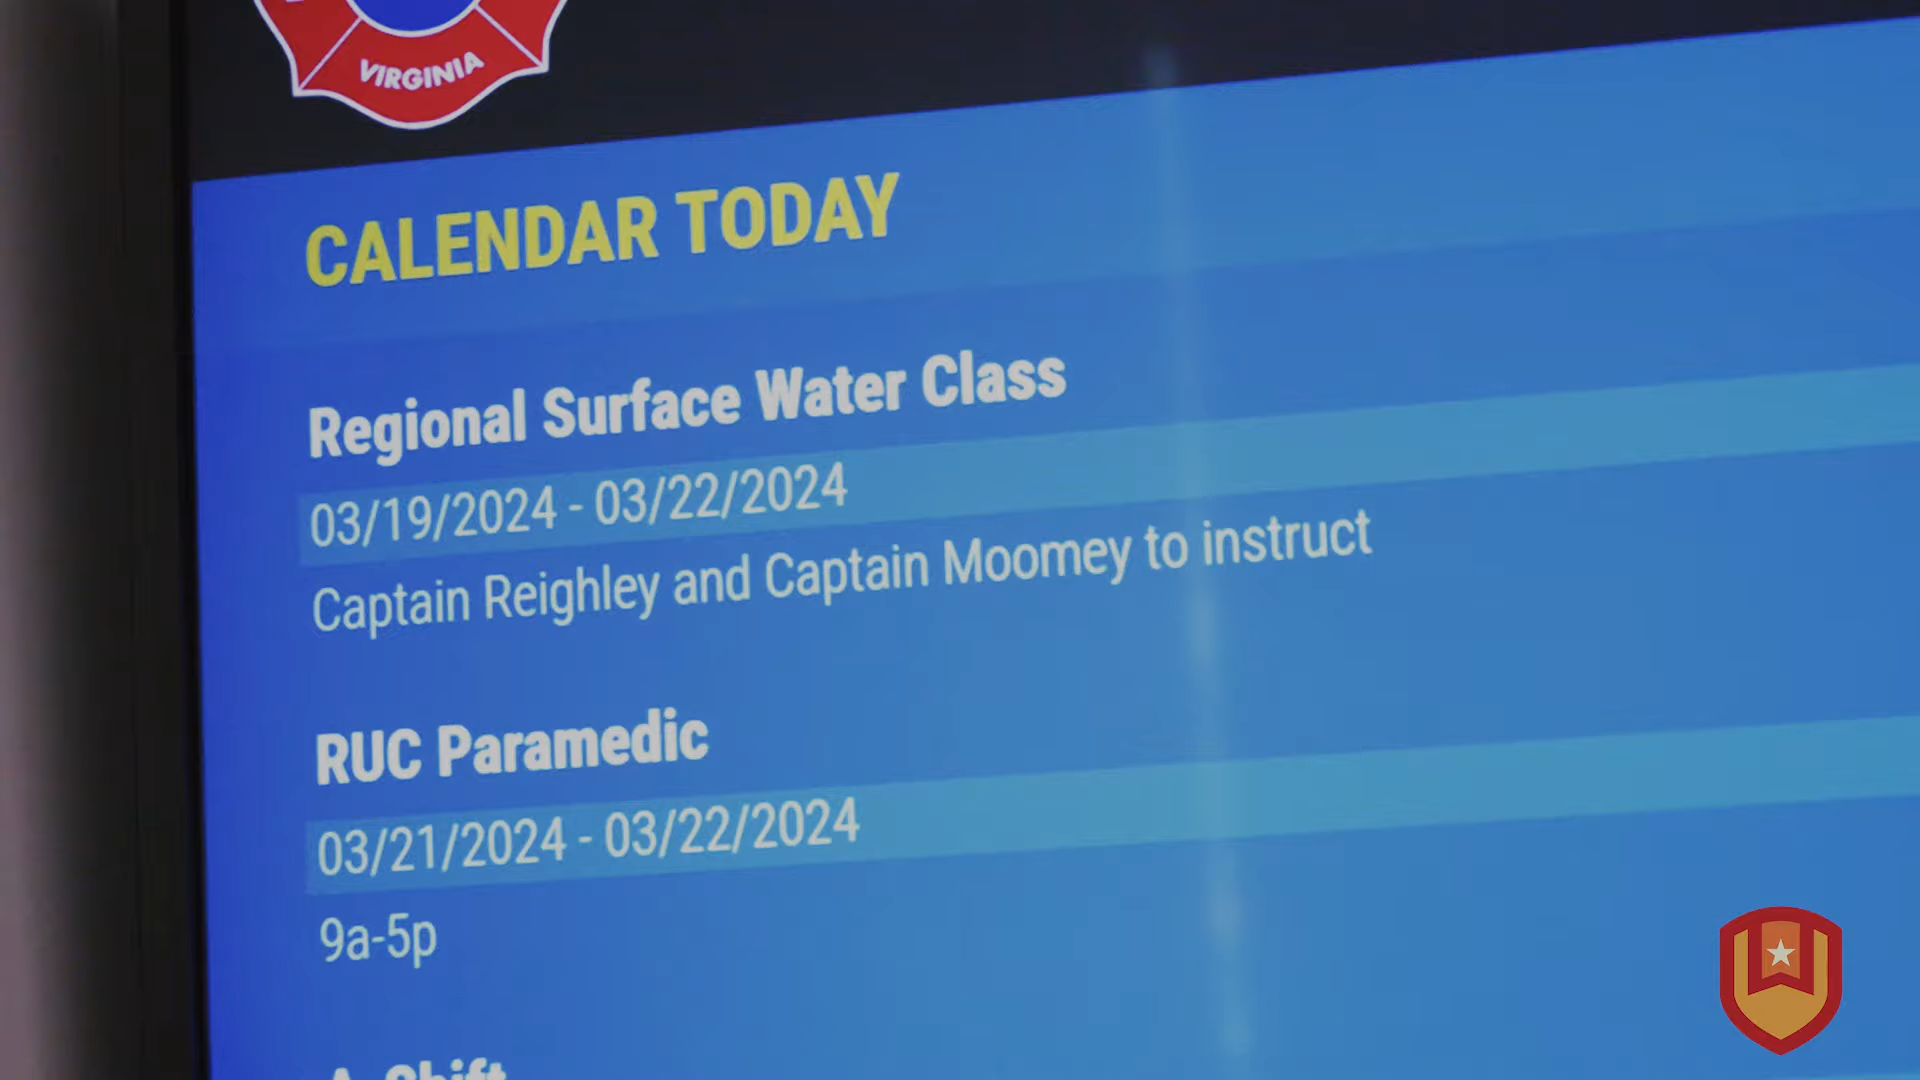 VIRGINIA
CALENDAR TODAY
Regional Surface Water Class
03/19/2024 - 03/22/2024
Captain Reighley and Captain Moomey to instruct
RUC Paramedic
03/21/2024 - 03/22/2024
9a-5p
A-Shift